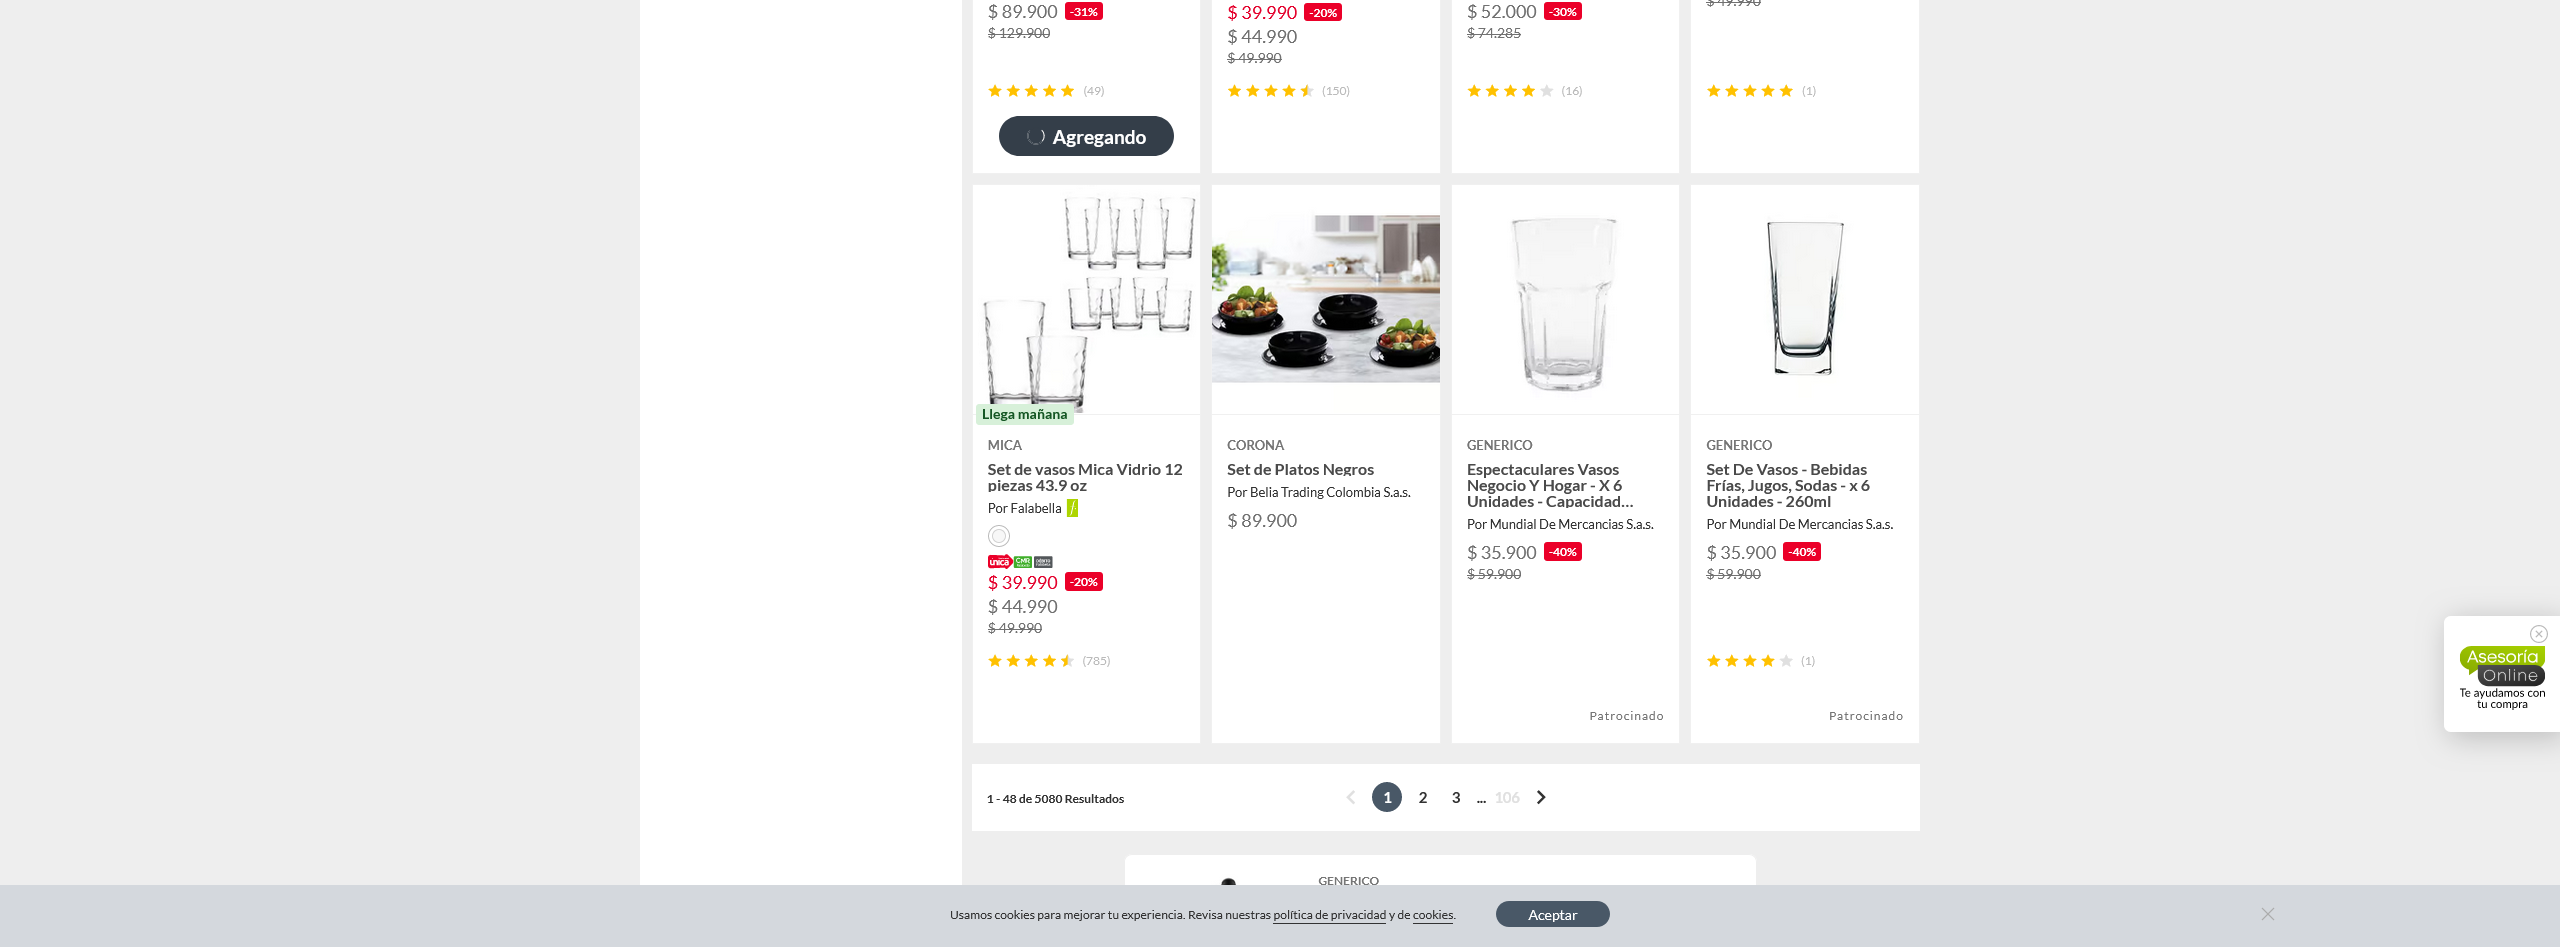 $ 89.900 -31%
$ 129.900
(49)
Agregando
$ 39.990 -20%
$ 44.990
$ 49.990
(150)
$ 52.000 -30%
$ 74.285
(16)
$ 49.990
(1)
Llega mañana
MICA
Set de vasos Mica Vidrio 12
piezas 43.9 oz
Por Falabella
única CMR
$ 39.990 -20%
$ 44.990
$ 49.990
(785)
CORONA
Set de Platos Negros
Por Belia Trading Colombia S.a.s.
$ 89.900
GENERICO
Espectaculares Vasos
Negocio Y Hogar - X 6
Unidades - Capacidad...
Por Mundial De Mercancias S.a.s.
$ 35.900 -40%
$ 59.900
Patrocinado
GENERICO
Set De Vasos - Bebidas
Frías, Jugos, Sodas - x 6
Unidades - 260ml
Por Mundial De Mercancias S.a.s.
$ 35.900 -40%
$ 59.900
(1)
Patrocinado
Asesoría
Online
Te ayudamos con
tu compra
1 - 48 de 5080 Resultados
1 2 3 ... 106
GENERICO
Usamos cookies para mejorar tu experiencia. Revisa nuestras política de privacidad y de cookies.
Aceptar